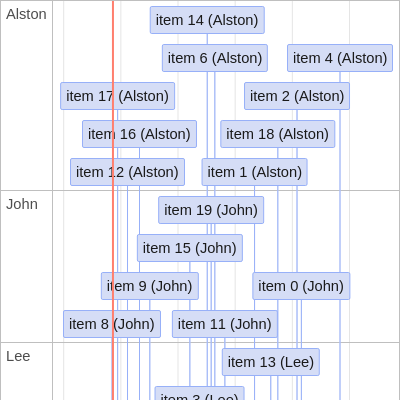 Alston
item 14 (Alston)
item 6 (Alston)
item 4 (Alston)
item 17 (Alston)
item 2 (Alston)
item 16 (Alston)
item 18 (Alston)
item 12 (Alston)
item 1 (Alston)
John
item 19 (John)
item 15 (John)
item 9 (John)
item 0 (John)
item 8 (John)
item 11 (John)
Lee
item 13 (Lee)
item 3 (Lee)